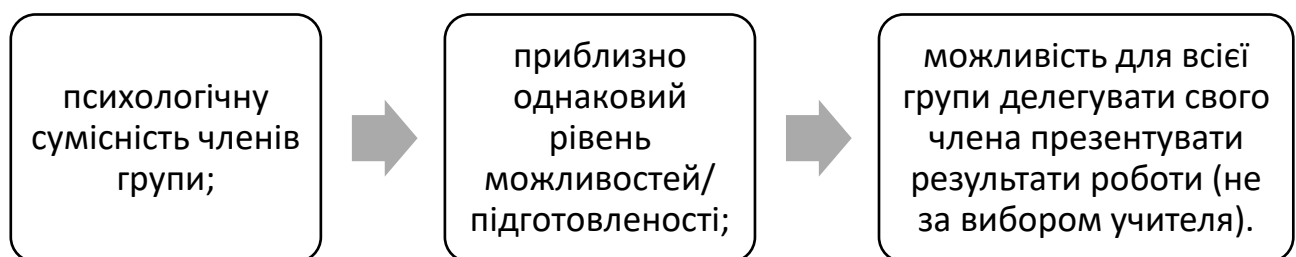 психологічну
сумісність членів
групи;
приблизно
однаковий
рівень
можливостей/
підготовленості;
можливість для всієї
групи делегувати свого
члена презентувати
результати роботи (не
за вибором учителя).